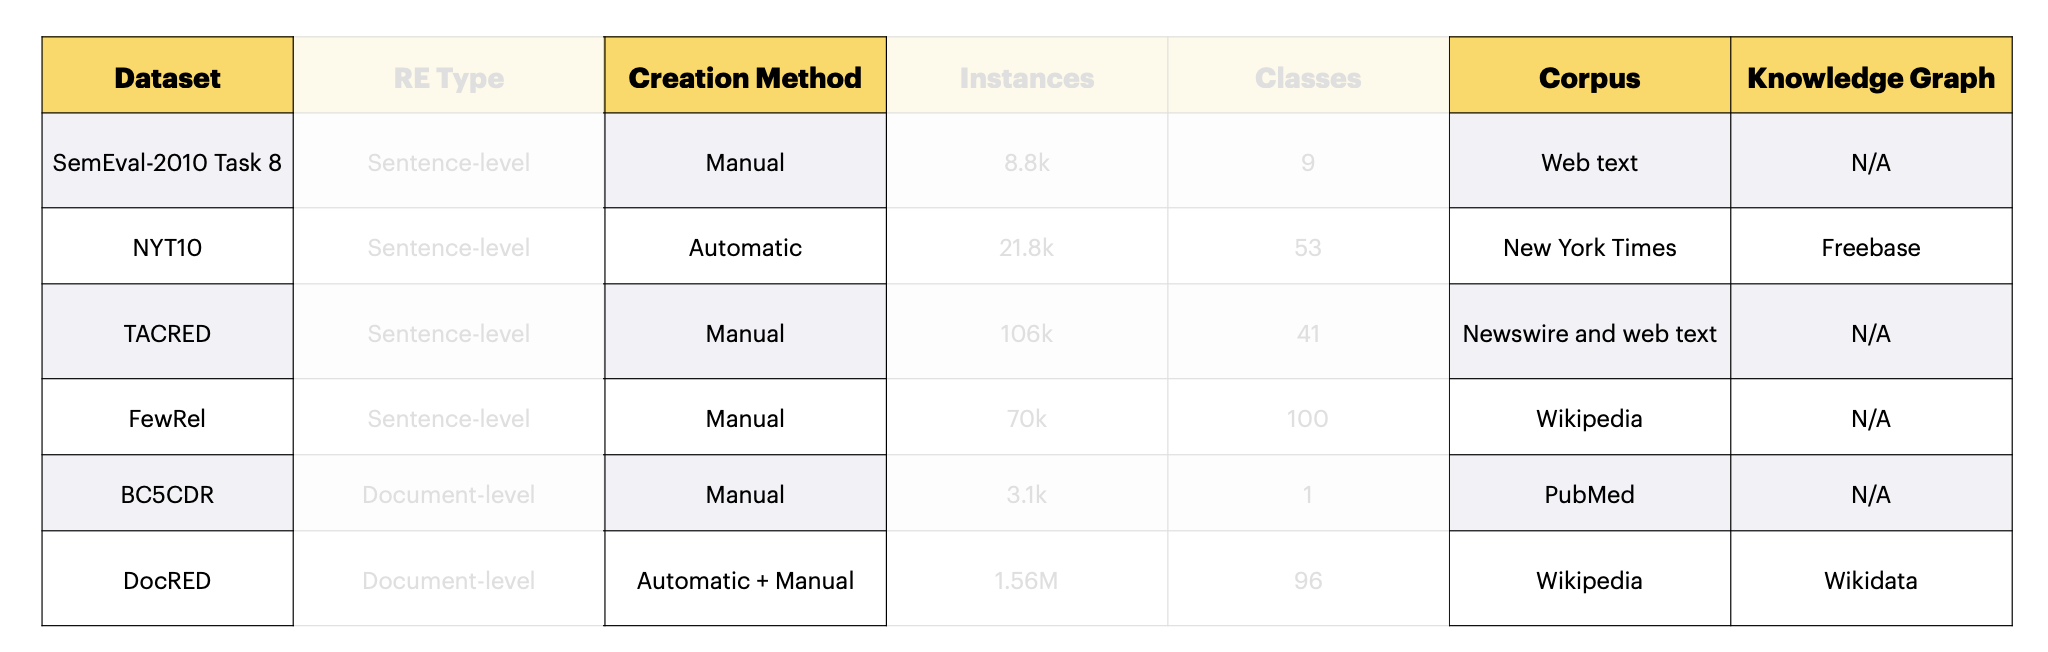 Dataset RE Type Creation Method Instances Classes Corpus Knowledge Graph
SemEval-2010 Task 8 Sentence-level Manual 8.8k 9 Web text N/A
NYT10 Sentence-level Automatic 21.8k 53 New York Times Freebase
TACRED Sentence-level Manual 106k 41 Newswire and web text N/A
FewRel Sentence-level Manual 70k 100 Wikipedia N/A
BC5CDR Document-level Manual 3.1k 1 PubMed N/A
DocRED Document-level Automatic + Manual 1.56M 96 Wikipedia Wikidata